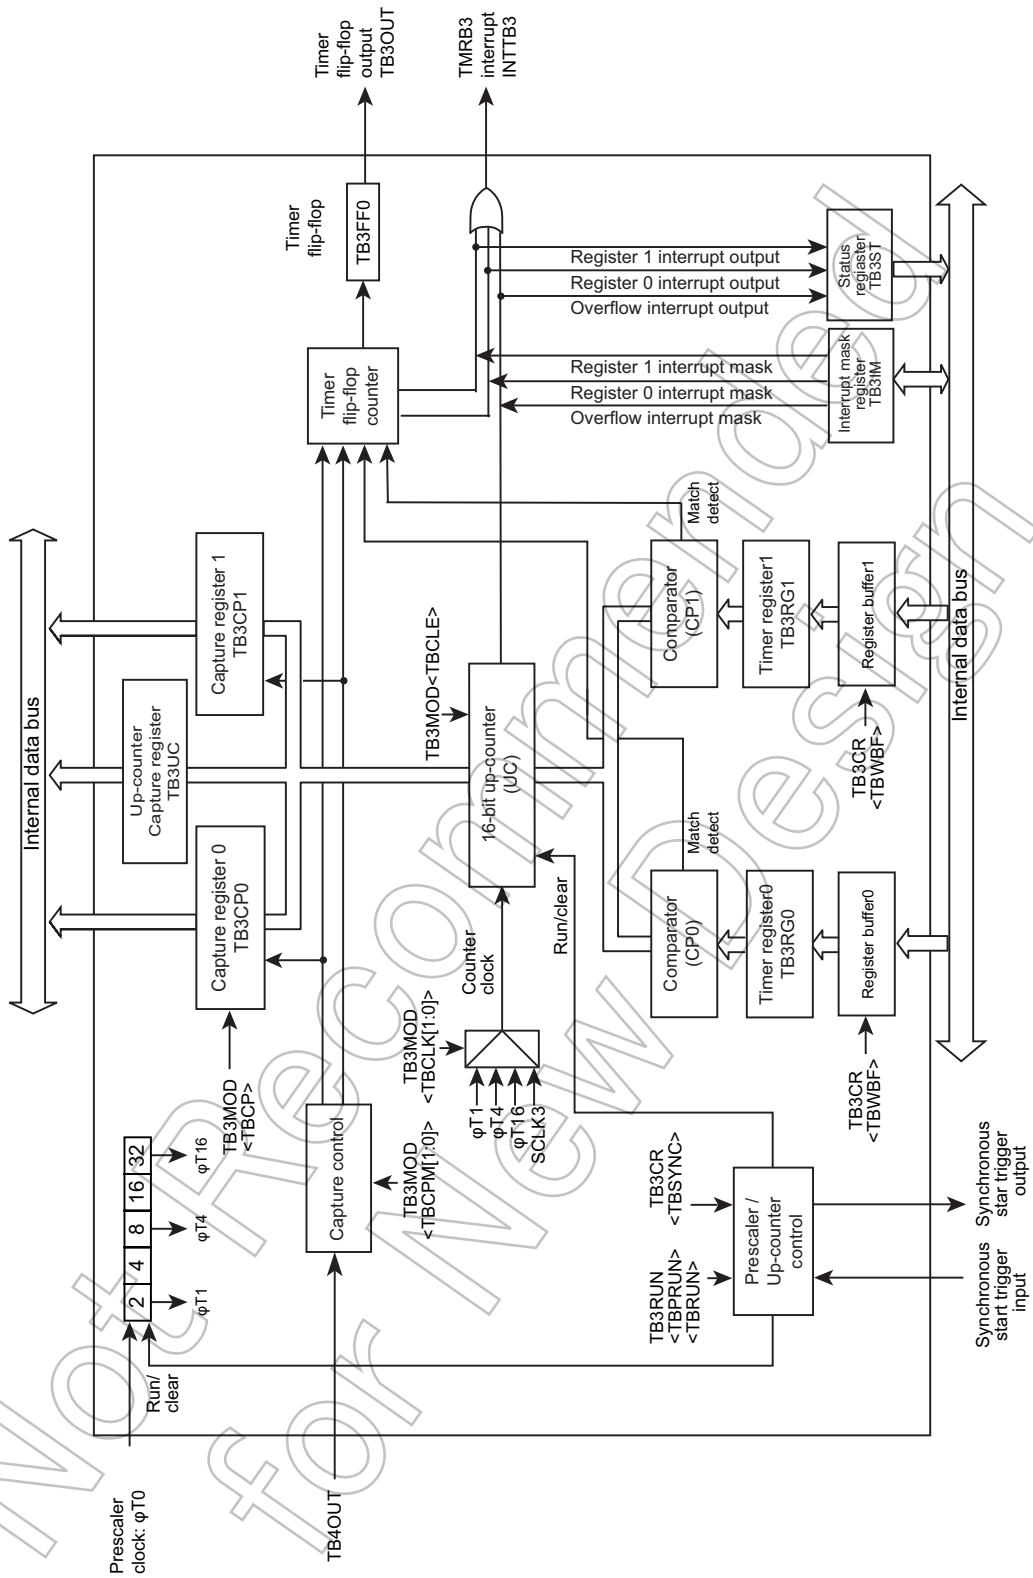 Internal data bus
Prescaler
clock: φT0
Run/
clear
2
4
8
16
32
φT1
φT4
φT16
TB3MOD
<TBCP>
Capture register 0
TB3CP0
Up-counter
Capture register
TB3UC
Capture register 1
TB3CP1
TB4OUT
Capture control
TB3MOD
<TBCPM[1:0]>
Timer
flip-flop
counter
Timer
flip-flop
TB3FF0
Timer
flip-flop
output
TB3OUT
TB3MOD
<TBCLK[1:0]>
φT1
φT4
φT16
SCLK3
Counter
clock
TB3MOD<TBCLE>
16-bit up-counter
(UC)
TMRB3
interrupt
INTTB3
Run/clear
TB3RUN
<TBPRUN>
<TBRUN>
TB3CR
<TBSYNC>
Prescaler /
Up-counter
control
Match
detect
Comparator
(CP0)
Timer register0
TB3RG0
Register buffer0
TB3CR
<TBWBF>
Match
detect
Comparator
(CP1)
Timer register1
TB3RG1
Register buffer1
TB3CR
<TBWBF>
Register 1 interrupt output
Register 0 interrupt output
Overflow interrupt output
Register 1 interrupt mask
Register 0 interrupt mask
Overflow interrupt mask
Interrupt mask
register
TB3IM
Status
regiaster
TB3ST
Synchronous
start trigger
input
Synchronous
star trigger
output
Internal data bus
Not Recommended
for New Design